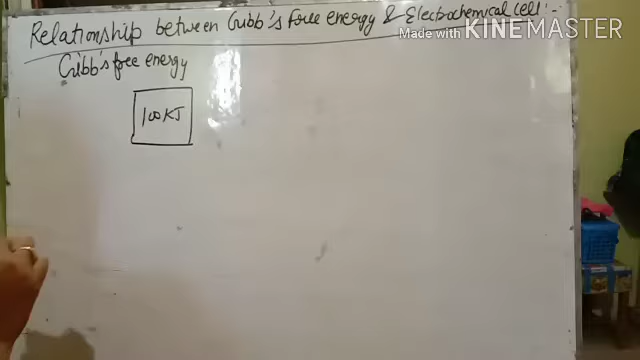 Relationship between Gibb's free energy & Electrochemical cell :-
Made with KINEMASTER
Gibb's free energy
100 KJ